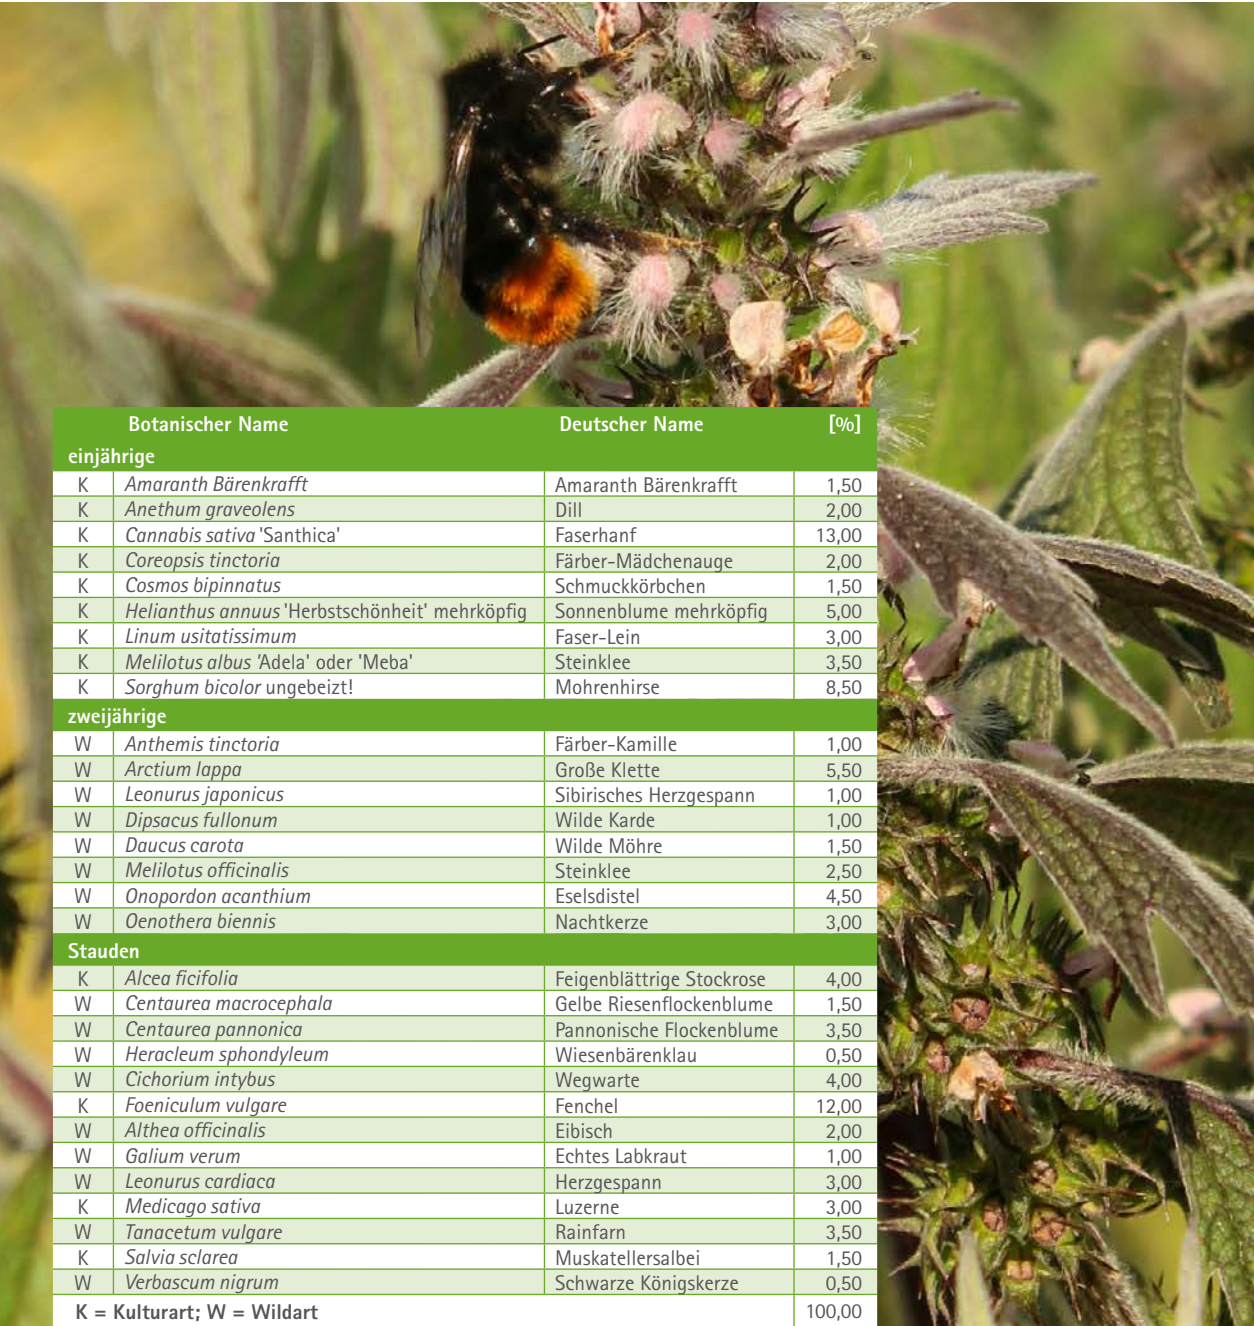 Botanischer Name Deutscher Name [%]
einjährige
K Amaranth Bärenkrafft Amaranth Bärenkrafft 1,50
K Anethum graveolens Dill 2,00
K Cannabis sativa 'Santhica' Faserhanf 13,00
K Coreopsis tinctoria Färber-Mädchenauge 2,00
K Cosmos bipinnatus Schmuckkörbchen 1,50
K Helianthus annuus 'Herbstschönheit' mehrköpfig Sonnenblume mehrköpfig 5,00
K Linum usitatissimum Faser-Lein 3,00
K Melilotus albus 'Adela' oder 'Meba' Steinklee 3,50
K Sorghum bicolor ungebeizt! Mohrenhirse 8,50
zweijährige
W Anthemis tinctoria Färber-Kamille 1,00
W Arctium lappa Große Klette 5,50
W Leonurus japonicus Sibirisches Herzgespann 1,00
W Dipsacus fullonum Wilde Karde 1,00
W Daucus carota Wilde Möhre 1,50
W Melilotus officinalis Steinklee 2,50
W Onopordon acanthium Eselsdistel 4,50
W Oenothera biennis Nachtkerze 3,00
Stauden
K Alcea ficifolia Feigenblättrige Stockrose 4,00
W Centaurea macrocephala Gelbe Riesenflockenblume 1,50
W Centaurea pannonica Pannonische Flockenblume 3,50
W Heracleum sphondyleum Wiesenbärenklau 0,50
W Cichorium intybus Wegwarte 4,00
K Foeniculum vulgare Fenchel 12,00
W Althea officinalis Eibisch 2,00
W Galium verum Echtes Labkraut 1,00
W Leonurus cardiaca Herzgespann 3,00
K Medicago sativa Luzerne 3,00
W Tanacetum vulgare Rainfarn 3,50
K Salvia sclarea Muskatellersalbei 1,50
W Verbascum nigrum Schwarze Königskerze 0,50
K = Kulturart; W = Wildart 100,00